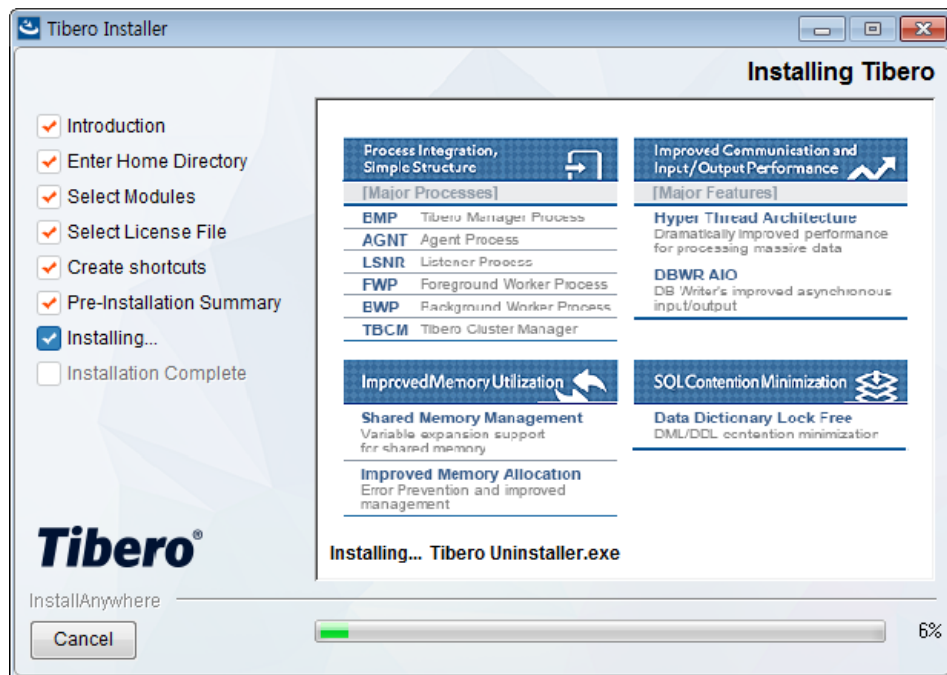 Tibero Installer
Installing Tibero
Introduction
Enter Home Directory
Select Modules
Select License File
Create shortcuts
Pre-Installation Summary
Installing...
Installation Complete
Process Integration,
Simple Structure
[Major Processes]
BMP Tibero Manager Process
AGNT Agent Process
LSNR Listener Process
FWP Foreground Worker Process
BWP Background Worker Process
TBCM Tibero Cluster Manager
Improved Communication and
Input/Output Performance
[Major Features]
Hyper Thread Architecture
Dramatically improved performance
for processing massive data
DBWR AIO
DB Writer's improved asynchronous
input/output
Improved Memory Utilization
Shared Memory Management
Variable expansion support
for shared memory
Improved Memory Allocation
Error Prevention and improved
management
SQL Contention Minimization
Data Dictionary Lock Free
DML/DDL contention minimization
Tibero®
Installing... Tibero Uninstaller.exe
InstallAnywhere
Cancel
6%